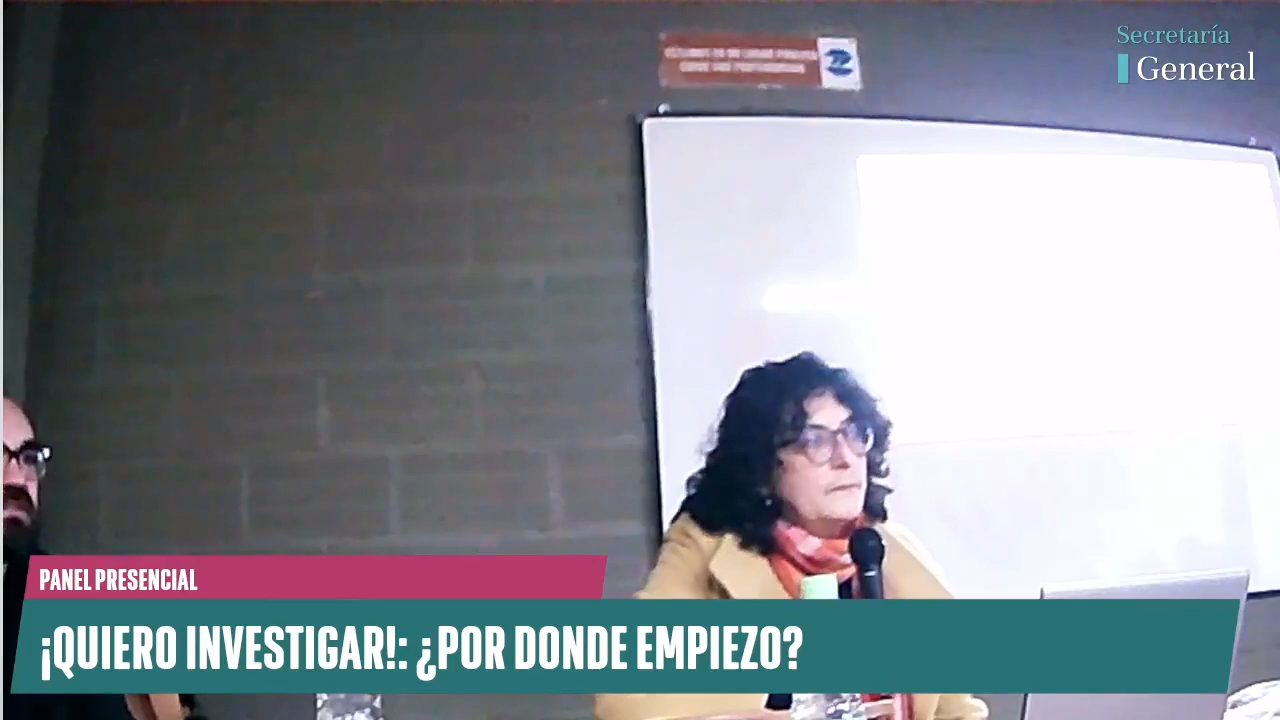 Secretaría
General
PANEL PRESENCIAL
¡QUIERO INVESTIGAR!: ¿POR DONDE EMPIEZO?